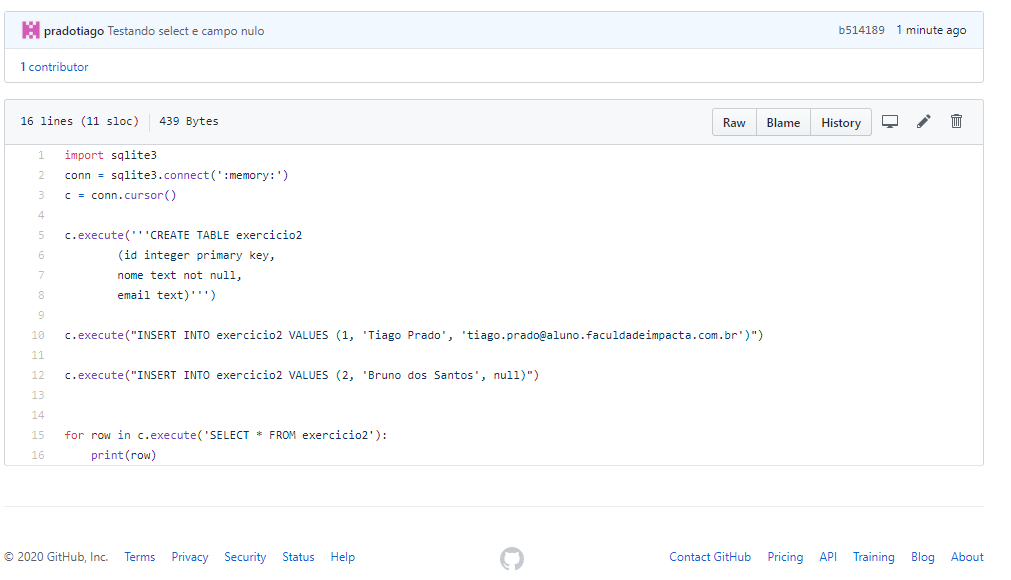 pradotiago Testando select e campo nulo b514189 1 minute ago
1 contributor
16 lines (11 sloc) 439 Bytes Raw Blame History
1 import sqlite3
2 conn = sqlite3.connect(':memory:')
3 c = conn.cursor()
4
5 c.execute('''CREATE TABLE exercicio2
6 (id integer primary key,
7 nome text not null,
8 email text)''')
9
10 c.execute("INSERT INTO exercicio2 VALUES (1, 'Tiago Prado', 'tiago.prado@aluno.faculdadeimpacta.com.br')")
11
12 c.execute("INSERT INTO exercicio2 VALUES (2, 'Bruno dos Santos', null)")
13
14
15 for row in c.execute('SELECT * FROM exercicio2'):
16 print(row)
© 2020 GitHub, Inc. Terms Privacy Security Status Help Contact GitHub Pricing API Training Blog About